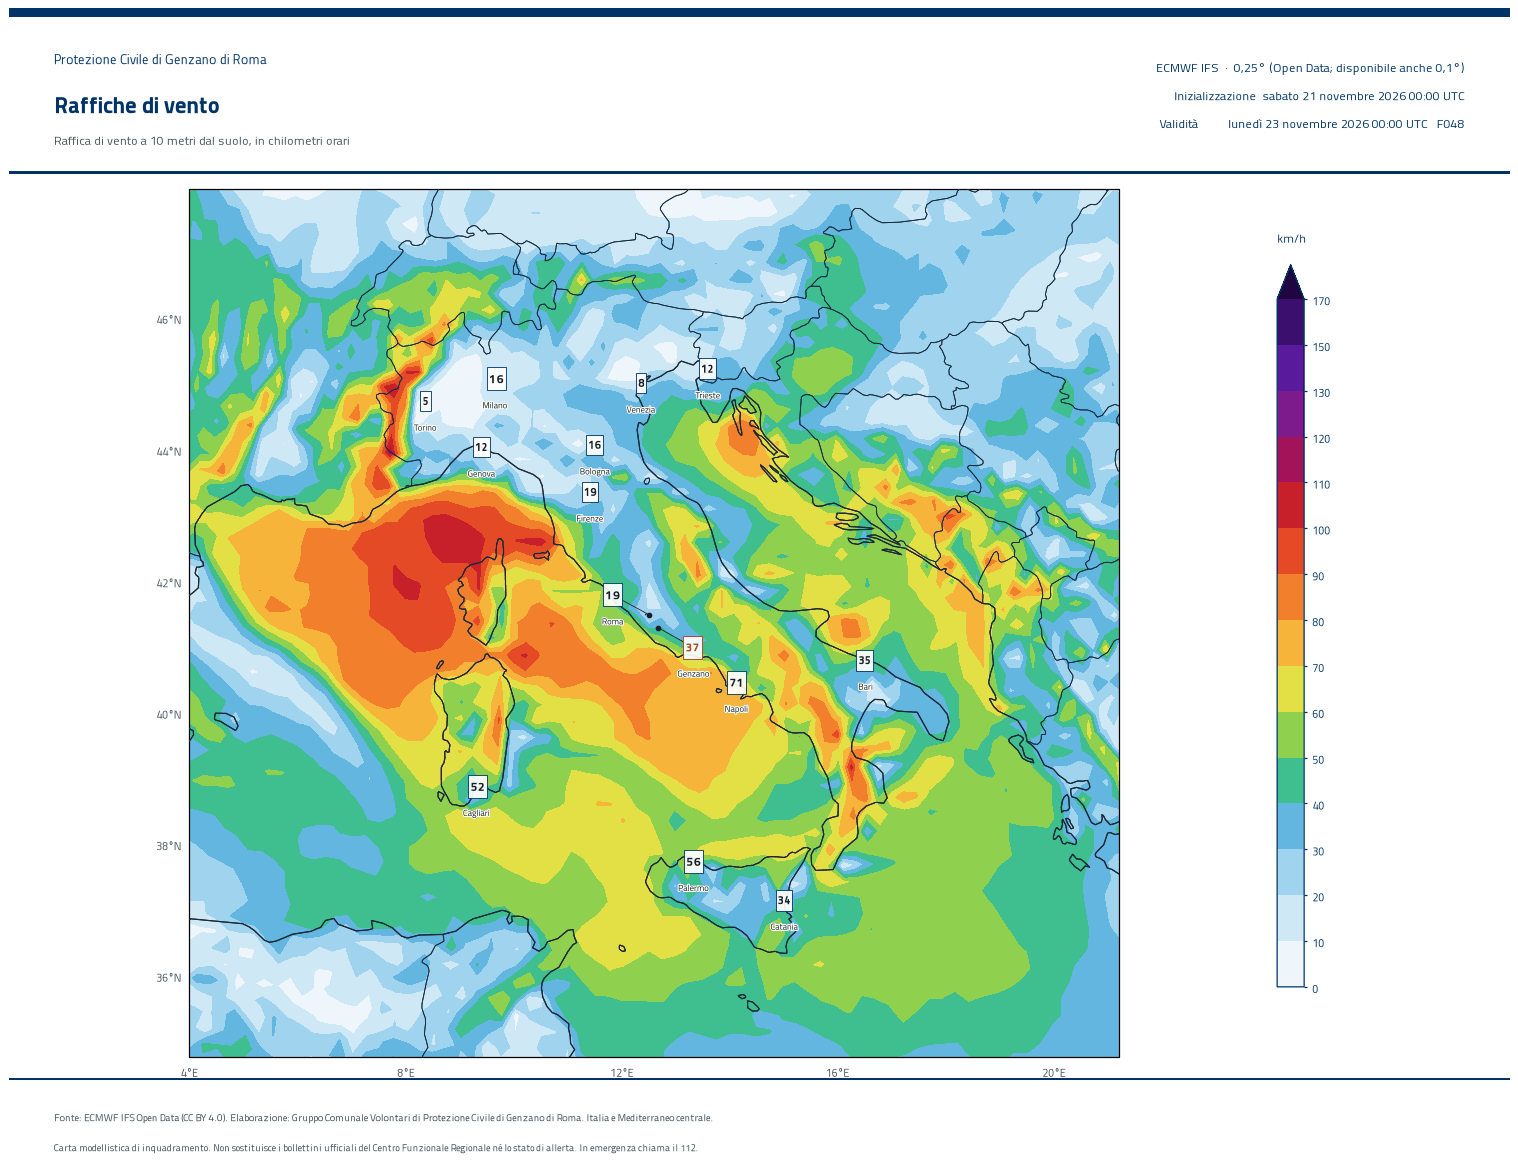 Protezione Civile di Genzano di Roma
Raffiche di vento
Raffica di vento a 10 metri dal suolo, in chilometri orari
ECMWF IFS · 0,25° (Open Data; disponibile anche 0,1°)
Inizializzazione sabato 21 novembre 2026 00:00 UTC
Validità lunedì 23 novembre 2026 00:00 UTC F048
km/h
170
150
130
120
110
100
90
80
70
60
50
40
30
20
10
0
46°N
44°N
42°N
40°N
38°N
36°N
4°E
8°E
12°E
16°E
20°E
12
Trieste
8
Venezia
16
Milano
5
Torino
12
Genova
16
Bologna
19
Firenze
19
Roma
37
Genzano
71
Napoli
35
Bari
52
Cagliari
56
Palermo
34
Catania
Fonte: ECMWF IFS Open Data (CC BY 4.0). Elaborazione: Gruppo Comunale Volontari di Protezione Civile di Genzano di Roma. Italia e Mediterraneo centrale.
Carta modellistica di inquadramento. Non sostituisce i bollettini ufficiali del Centro Funzionale Regionale né lo stato di allerta. In emergenza chiama il 112.